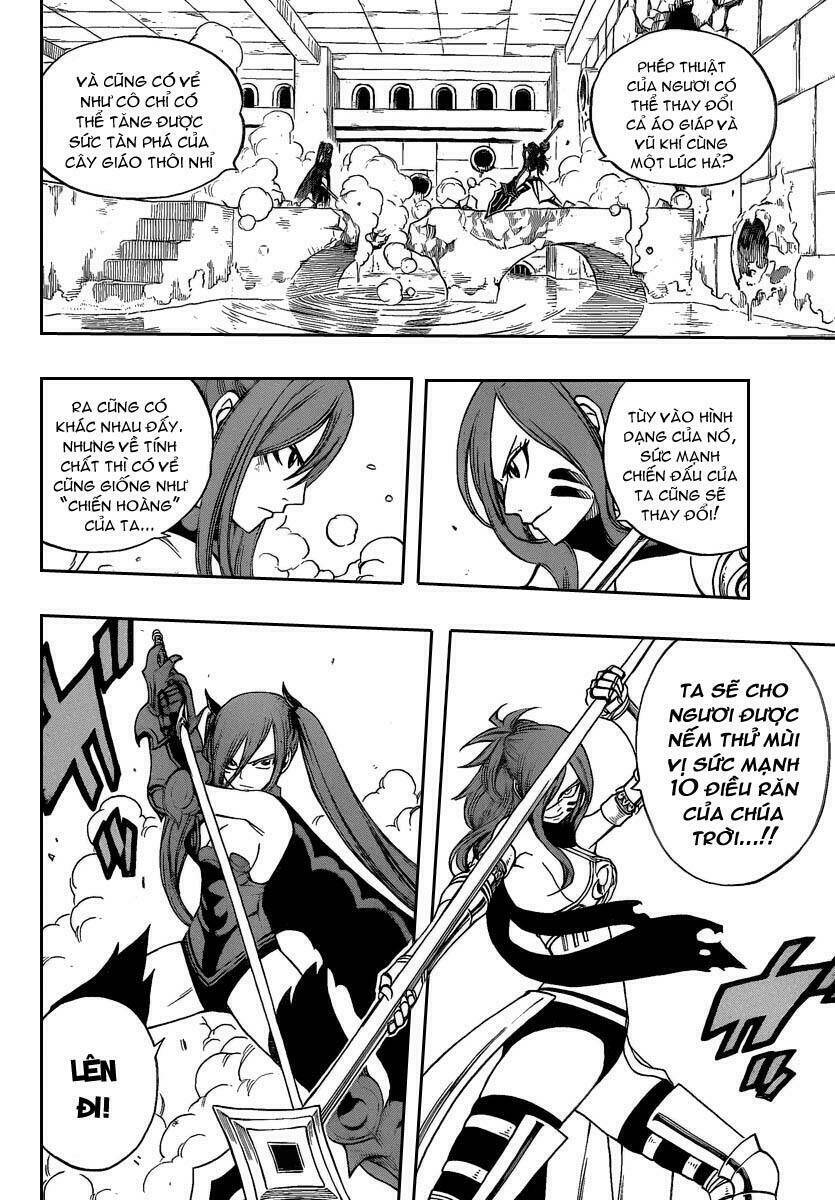 PHÉP THUẬT
CỦA NGƯƠI CÓ
THỂ THAY ĐỔI
CẢ ÁO GIÁP VÀ
VŨ KHÍ CÙNG
MỘT LÚC HẢ?
VÀ CŨNG CÓ VẺ
NHƯ CÔ CHỈ CÓ
THỂ TĂNG ĐƯỢC
SỨC TÀN PHÁ CỦA
CÂY GIÁO THÔI NHỈ
TÙY VÀO HÌNH
DẠNG CỦA NÓ,
SỨC MẠNH
CHIẾN ĐẤU CỦA
TA CŨNG SẼ
THAY ĐỔI!
RA CŨNG CÓ
KHÁC NHAU ĐẤY.
NHƯNG VỀ TÍNH
CHẤT THÌ CÓ VẺ
CŨNG GIỐNG NHƯ
“CHIẾN HOÀNG”
CỦA TA...
TA SẼ CHO
NGƯƠI ĐƯỢC
NẾM THỬ MÙI
VỊ SỨC MẠNH
10 ĐIỀU RĂN
CỦA CHÚA
TRỜI...!!
LÊN
ĐI!